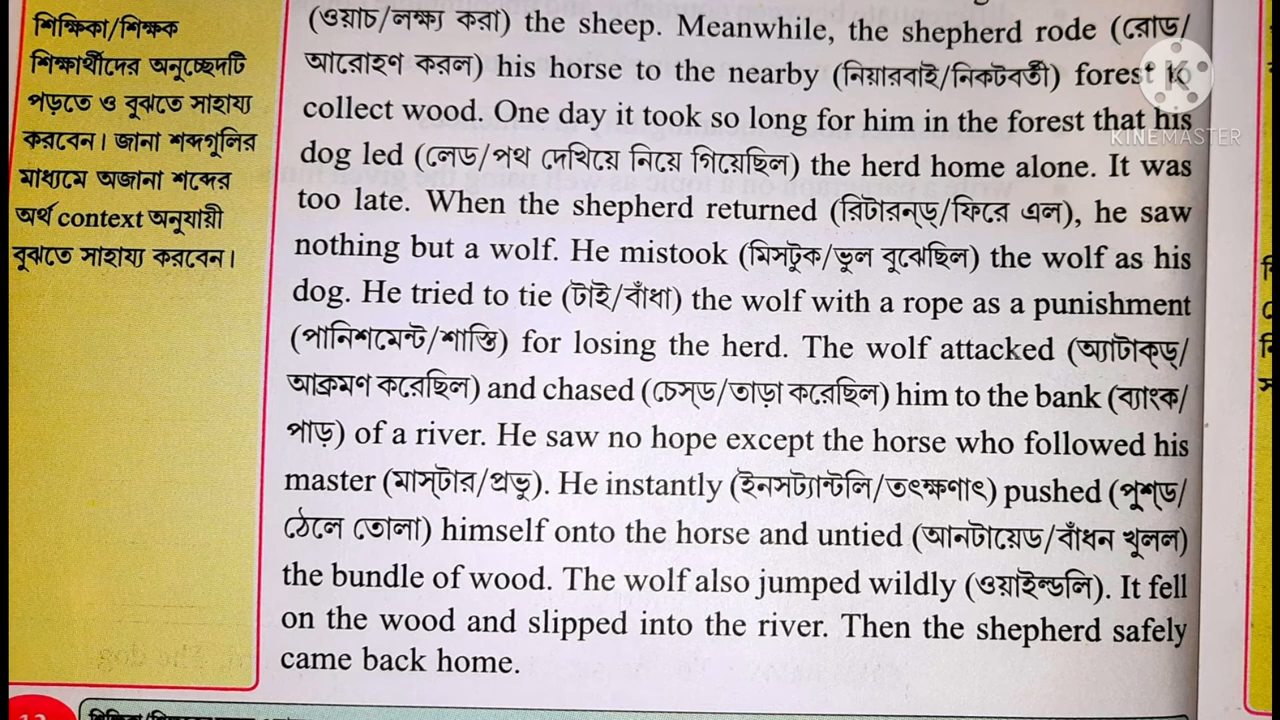 শিক্ষিকা/শিক্ষক
শিক্ষার্থীদের অনুচ্ছেদটি
পড়তে ও বুঝতে সাহায্য
করবেন। জানা শব্দগুলির
মাধ্যমে অজানা শব্দের
অর্থ context অনুযায়ী
বুঝতে সাহায্য করবেন।
(ওয়াচ/লক্ষ্য করা) the sheep. Meanwhile, the shepherd rode (রোড/
আরোহণ করল) his horse to the nearby (নিয়ারবাই/নিকটবর্তী) forest to
collect wood. One day it took so long for him in the forest that his
dog led (লেড/পথ দেখিয়ে নিয়ে গিয়েছিল) the herd home alone. It was
too late. When the shepherd returned (রিটারন্ড্/ফিরে এল), he saw
nothing but a wolf. He mistook (মিসটুক/ভুল বুঝেছিল) the wolf as his
dog. He tried to tie (টাই/বাঁধা) the wolf with a rope as a punishment
(পানিশমেন্ট/শাস্তি) for losing the herd. The wolf attacked (অ্যাটাক্ড্/
আক্রমণ করেছিল) and chased (চেস্ড/তাড়া করেছিল) him to the bank (ব্যাংক/
পাড়) of a river. He saw no hope except the horse who followed his
master (মাস্টার/প্রভু). He instantly (ইনসট্যান্টলি/তৎক্ষণাৎ) pushed (পুশ্ড/
ঠেলে তোলা) himself onto the horse and untied (আনটায়েড/বাঁধন খুলল)
the bundle of wood. The wolf also jumped wildly (ওয়াইল্ডলি). It fell
on the wood and slipped into the river. Then the shepherd safely
came back home.
K
KINEMASTER